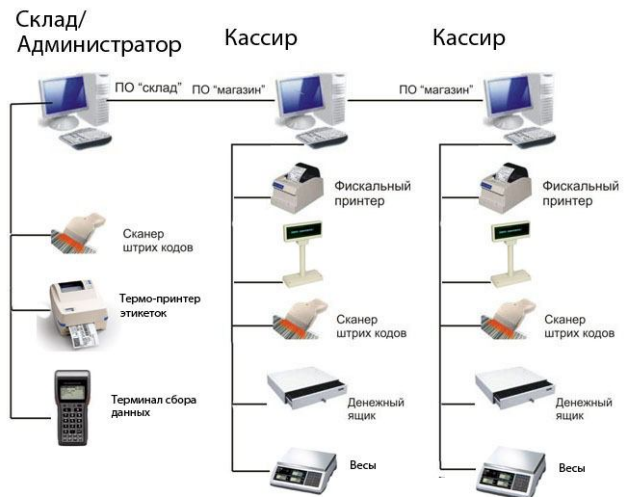 Склад/
Администратор
Кассир
Кассир
ПО “склад”
ПО “магазин”
ПО “магазин”
Фискальный
принтер
Фискальный
принтер
Сканер
штрих кодов
Термо-принтер
этикеток
Сканер
штрих кодов
Сканер
штрих кодов
Терминал сбора
данных
Денежный
ящик
Денежный
ящик
Весы
Весы